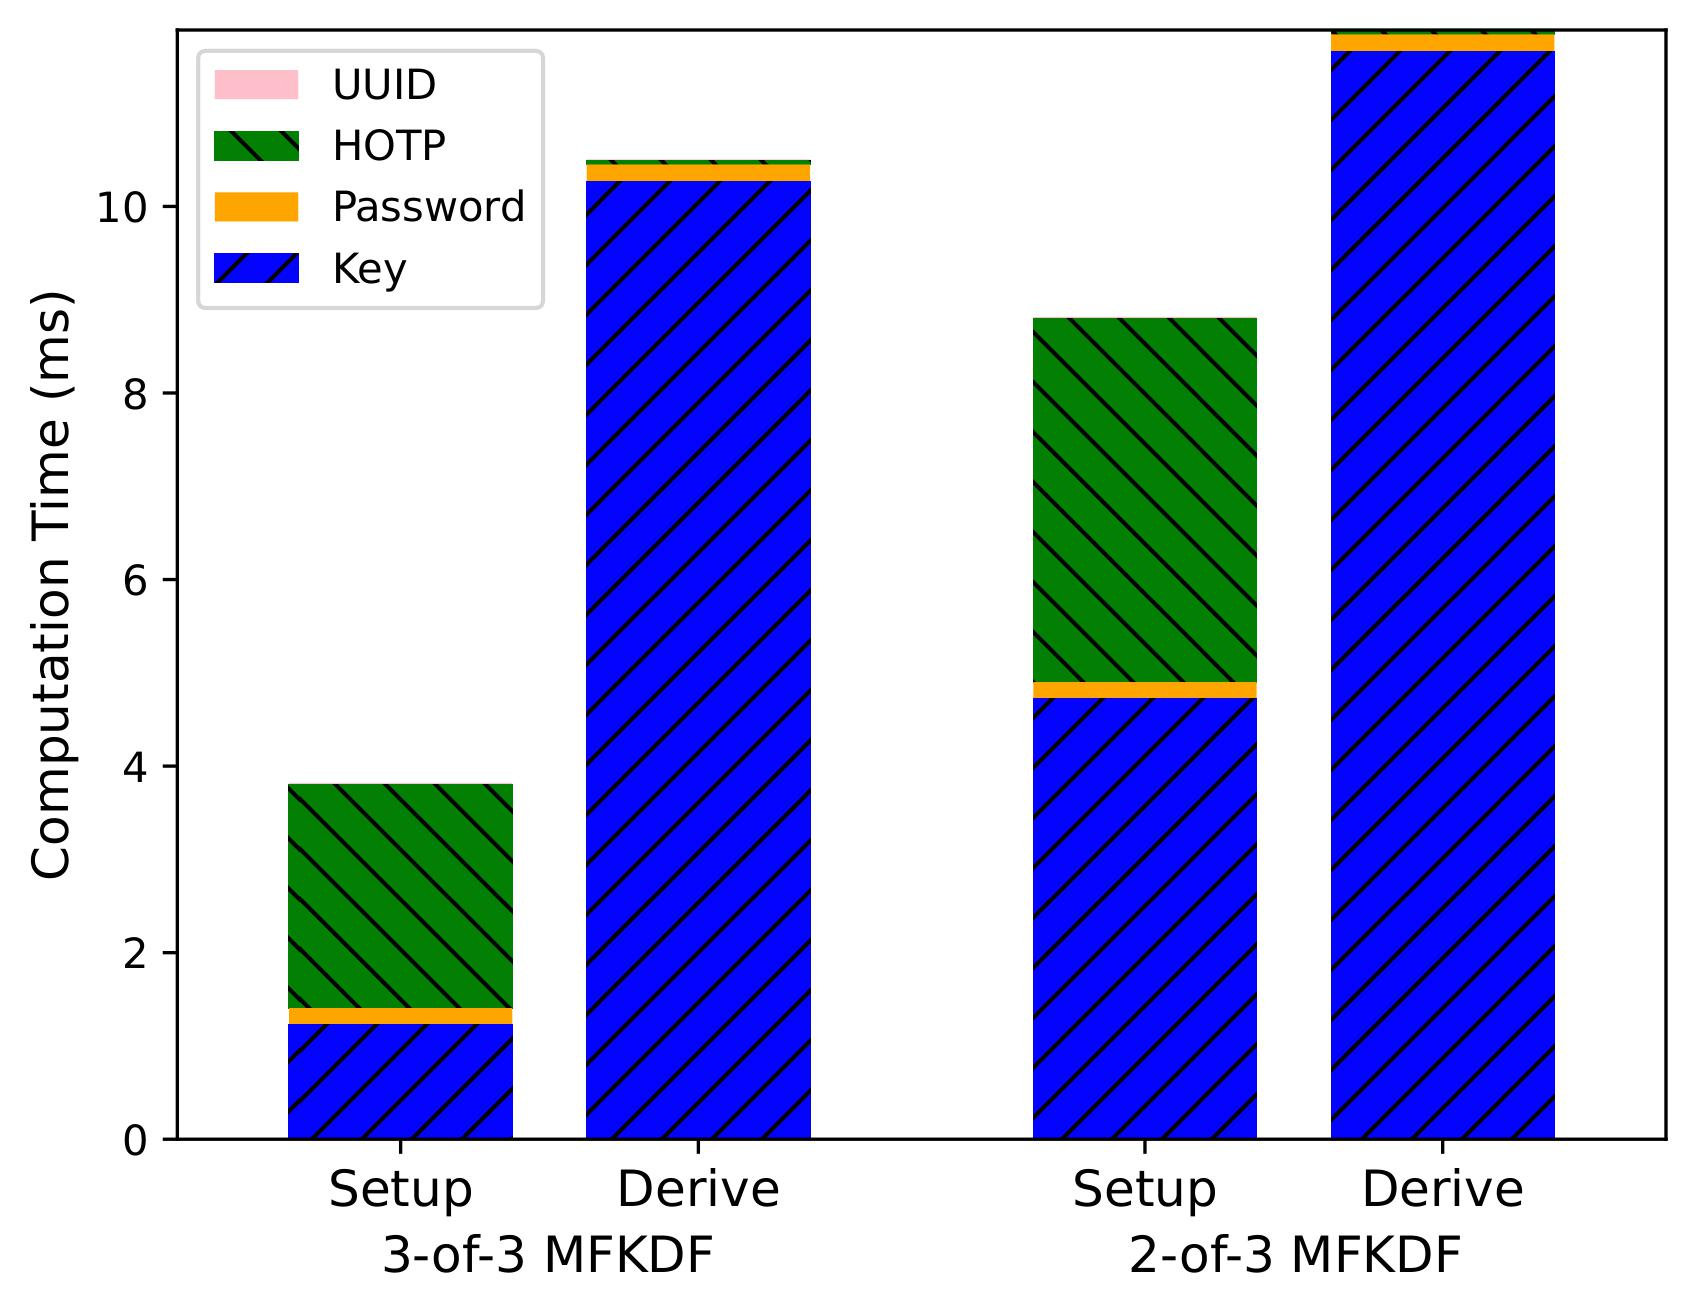 UUID
HOTP
Password
Key
Computation Time (ms)
10
8
6
4
2
0
Setup Derive Setup Derive
3-of-3 MFKDF 2-of-3 MFKDF